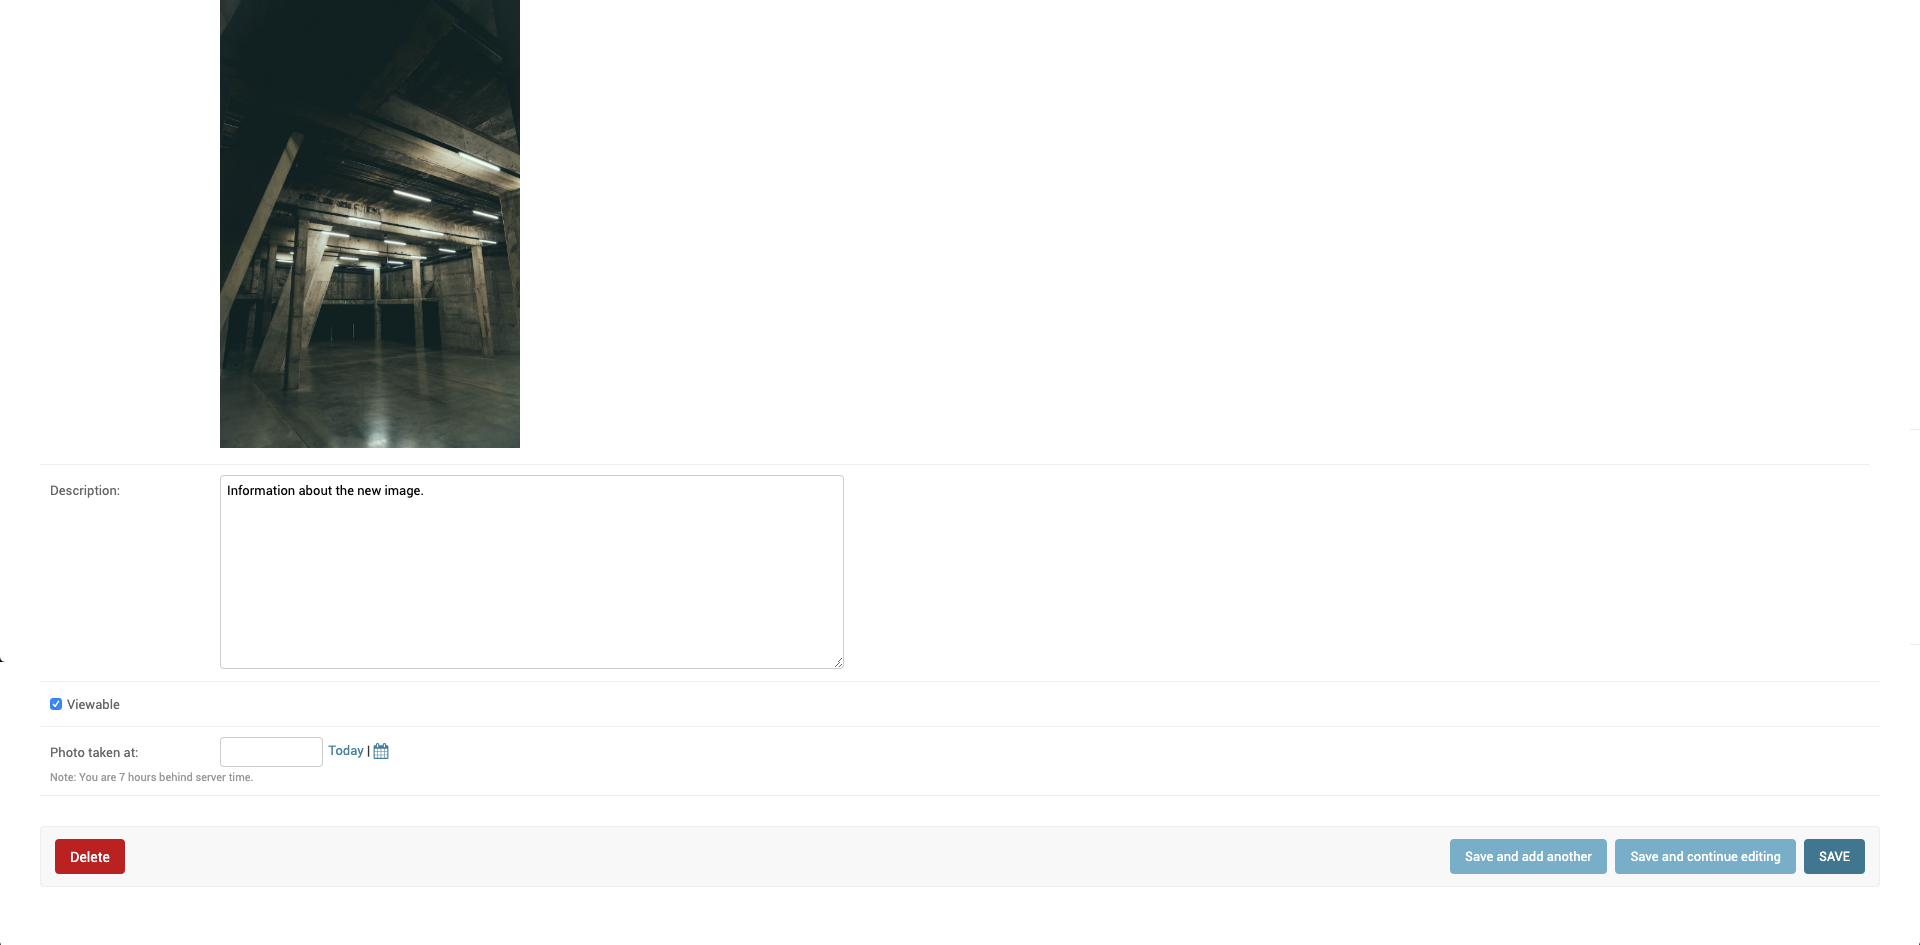 Description:
Information about the new image.
Viewable
Photo taken at:
Today |
Note: You are 7 hours behind server time.
Delete
Save and add another
Save and continue editing
SAVE